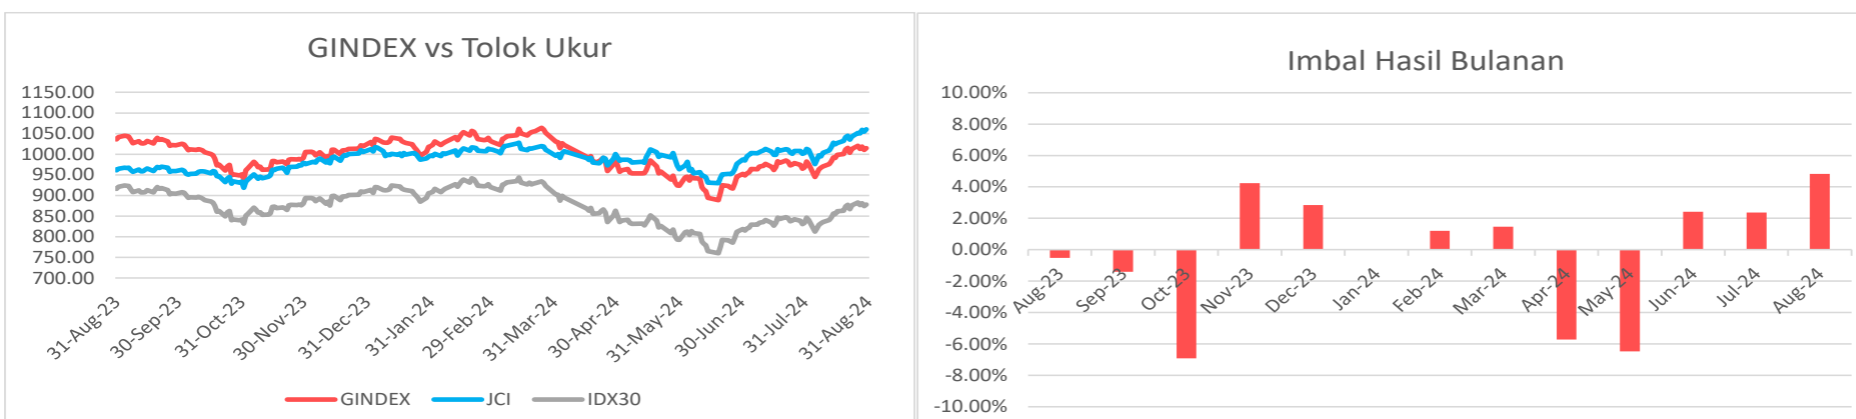 GINDEX vs Tolok Ukur
1150.00
1100.00
1050.00
1000.00
950.00
900.00
850.00
800.00
750.00
700.00
31-Aug-23
30-Sep-23
31-Oct-23
30-Nov-23
31-Dec-23
31-Jan-24
29-Feb-24
31-Mar-24
30-Apr-24
31-May-24
30-Jun-24
31-Jul-24
31-Aug-24
GINDEX JCI IDX30
Imbal Hasil Bulanan
10.00%
8.00%
6.00%
4.00%
2.00%
0.00%
-2.00%
-4.00%
-6.00%
-8.00%
-10.00%
Aug-23
Sep-23
Oct-23
Nov-23
Dec-23
Jan-24
Feb-24
Mar-24
Apr-24
May-24
Jun-24
Jul-24
Aug-24